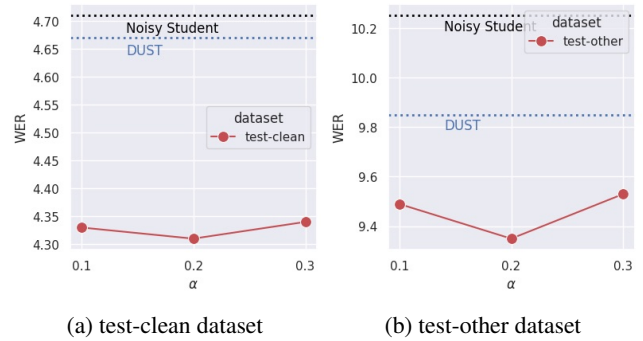 4.70
4.65
4.60
4.55
4.50
4.45
4.40
4.35
4.30
WER
Noisy Student
DUST
dataset
test-clean
0.1 0.2 0.3
α
(a) test-clean dataset
10.2
10.0
9.8
9.6
9.4
WER
Noisy Student
dataset
test-other
DUST
0.1 0.2 0.3
α
(b) test-other dataset